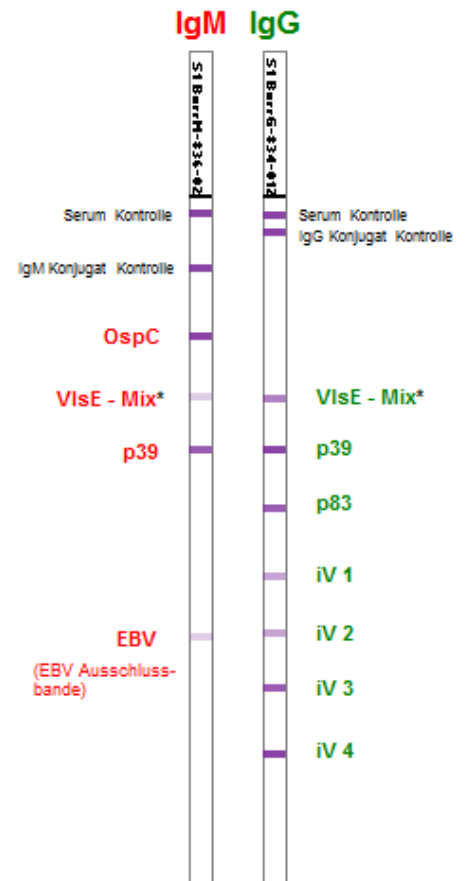 IgM IgG
S1BorrM-036-02
S1BorrG-034-012
Serum Kontrolle
Serum Kontrolle
IgG Konjugat Kontrolle
IgM Konjugat Kontrolle
OspC
VlsE - Mix*
VlsE - Mix*
p39
p39
p83
iV 1
EBV
iV 2
(EBV Ausschluss-
bande)
iV 3
iV 4